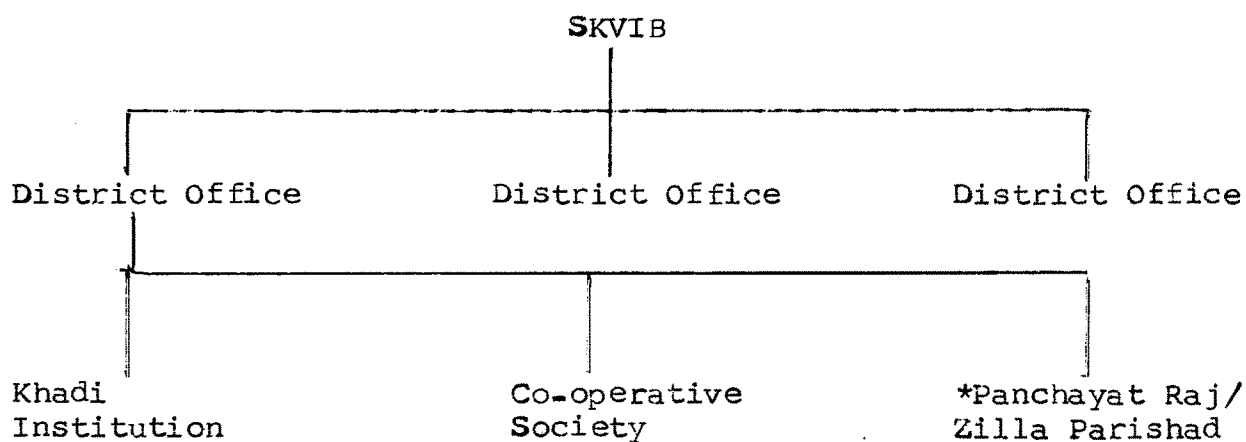 SKVIB
District Office District Office District Office
Khadi Co-operative *Panchayat Raj/
Institution Society Zilla Parishad